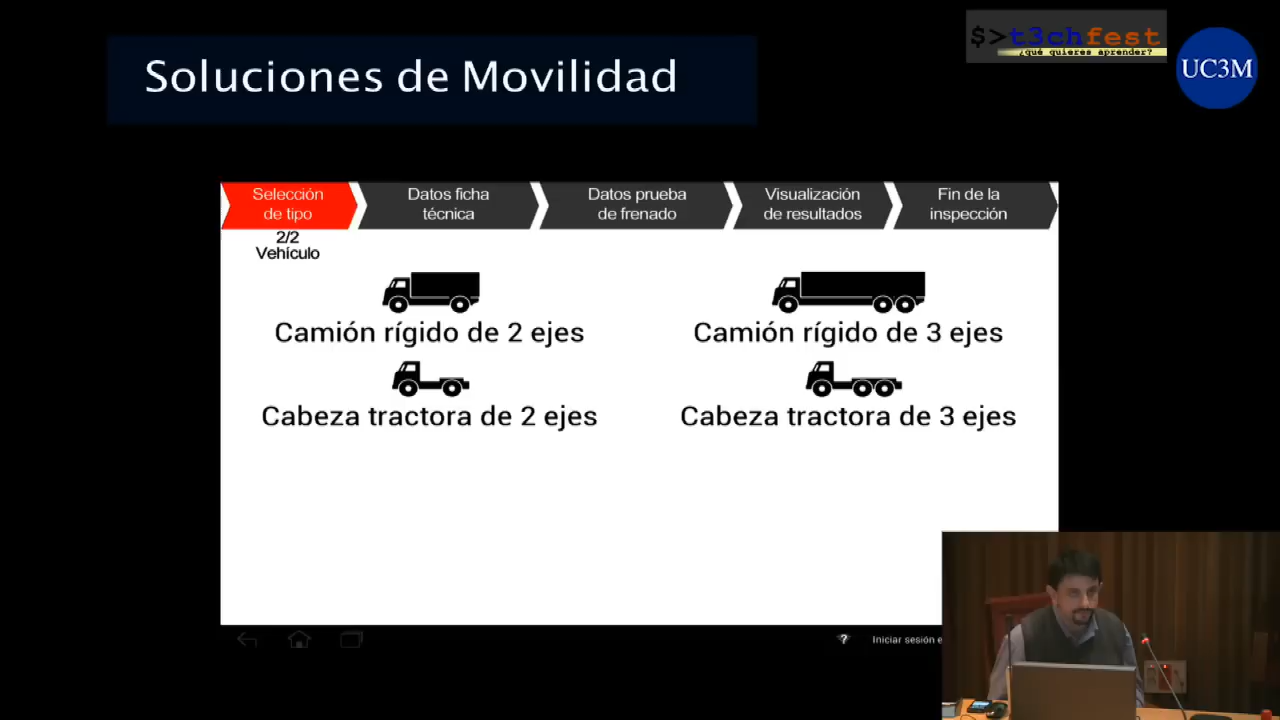 $>t3chfest
¿qué quieres aprender?
UC3M
Soluciones de Movilidad
Selección
de tipo
Datos ficha
técnica
Datos prueba
de frenado
Visualización
de resultados
Fin de la
inspección
2/2
Vehículo
Camión rígido de 2 ejes
Camión rígido de 3 ejes
Cabeza tractora de 2 ejes
Cabeza tractora de 3 ejes
? Iniciar sesión e